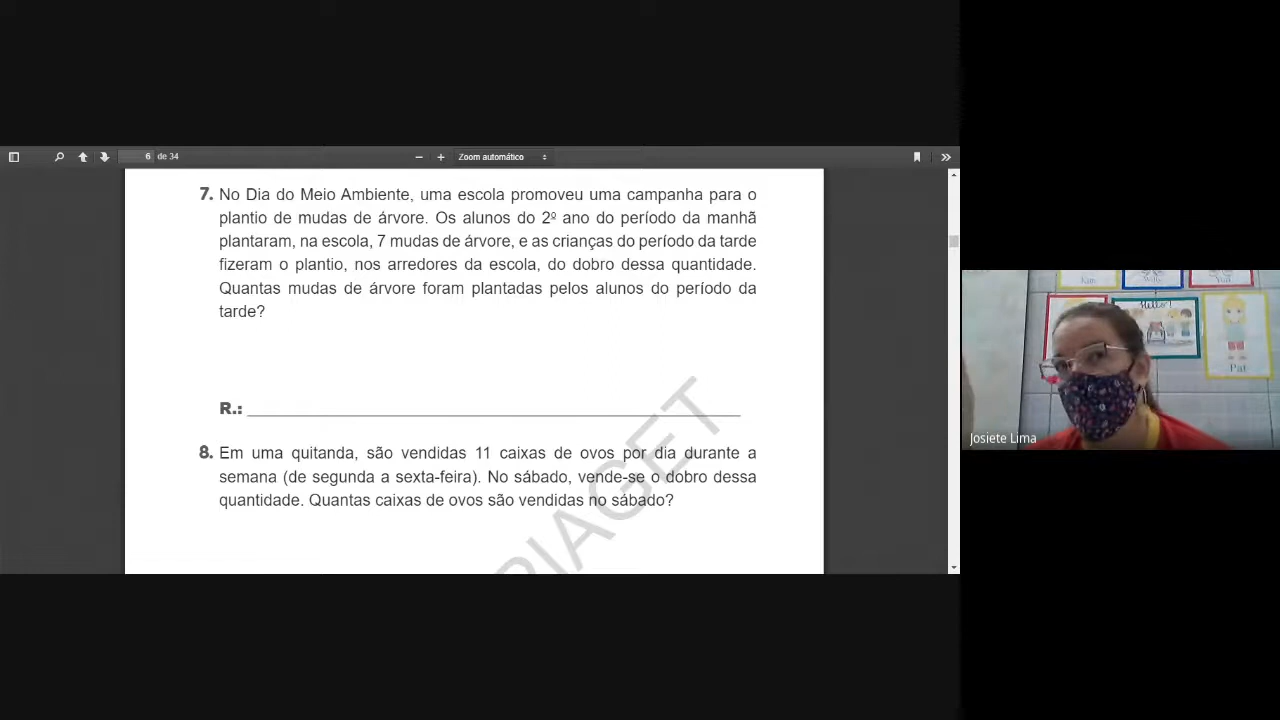 6 de 34
Zoom automático
7. No Dia do Meio Ambiente, uma escola promoveu uma campanha para o
plantio de mudas de árvore. Os alunos do 2º ano do período da manhã
plantaram, na escola, 7 mudas de árvore, e as crianças do período da tarde
fizeram o plantio, nos arredores da escola, do dobro dessa quantidade.
Quantas mudas de árvore foram plantadas pelos alunos do período da
tarde?
R.:
8. Em uma quitanda, são vendidas 11 caixas de ovos por dia durante a
semana (de segunda a sexta-feira). No sábado, vende-se o dobro dessa
quantidade. Quantas caixas de ovos são vendidas no sábado?
PIAGET
Hello!
Pat
Josiete Lima